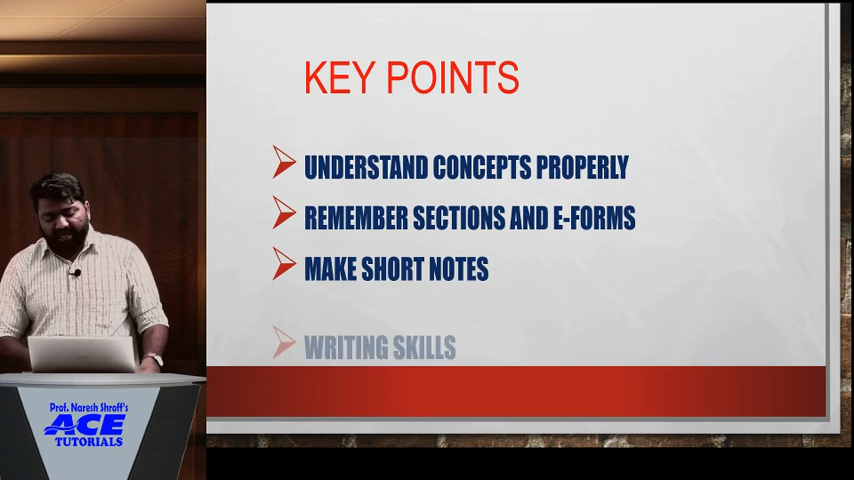 KEY POINTS
UNDERSTAND CONCEPTS PROPERLY
REMEMBER SECTIONS AND E-FORMS
MAKE SHORT NOTES
WRITING SKILLS
Prof. Naresh Shroff's
ACE
TUTORIALS